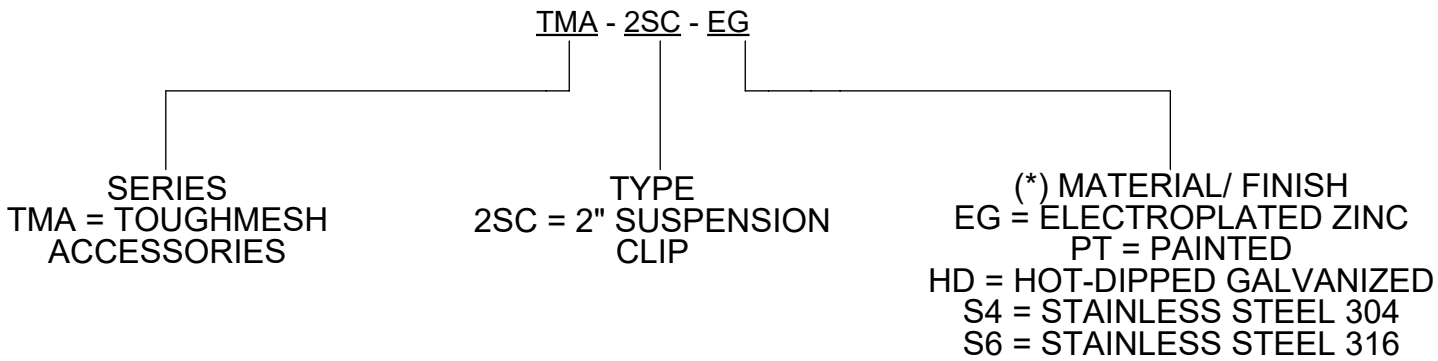 TMA - 2SC - EG
SERIES
TMA = TOUGHMESH
ACCESSORIES
TYPE
2SC = 2" SUSPENSION
CLIP
(*) MATERIAL/ FINISH
EG = ELECTROPLATED ZINC
PT = PAINTED
HD = HOT-DIPPED GALVANIZED
S4 = STAINLESS STEEL 304
S6 = STAINLESS STEEL 316